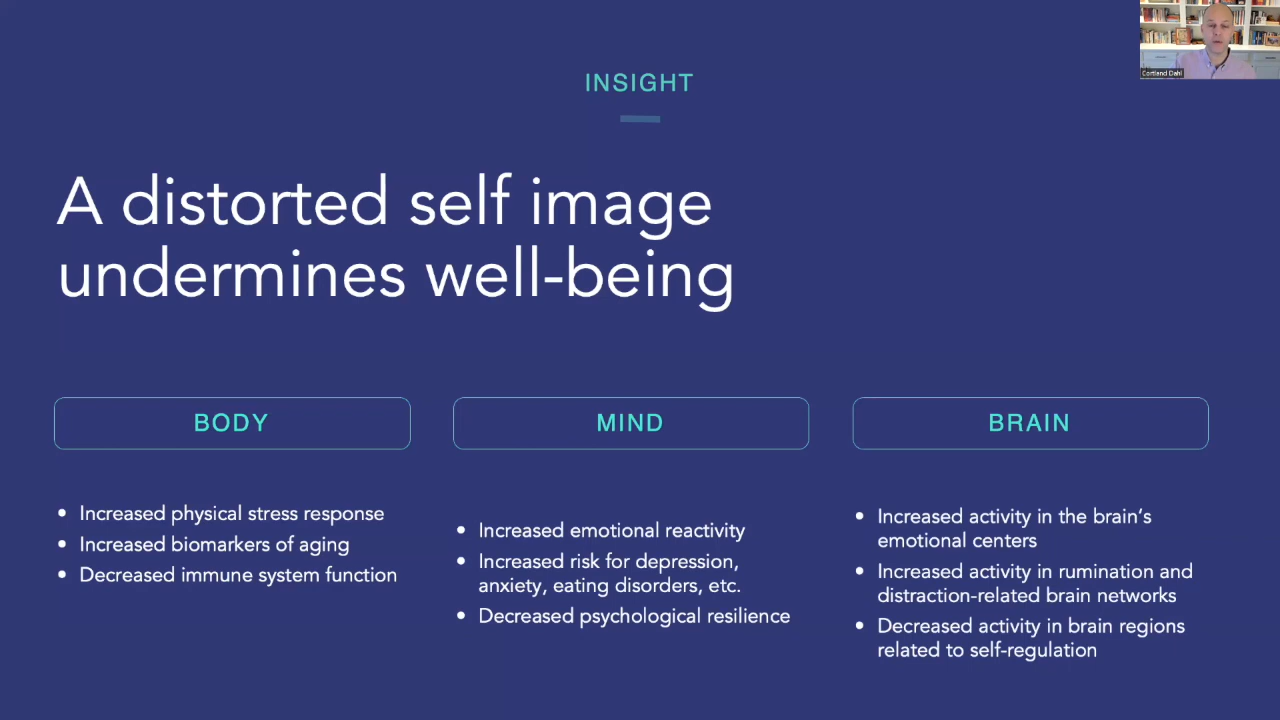 Cortland Dahl
INSIGHT
A distorted self image
undermines well-being
BODY
• Increased physical stress response
• Increased biomarkers of aging
• Decreased immune system function
MIND
• Increased emotional reactivity
• Increased risk for depression,
anxiety, eating disorders, etc.
• Decreased psychological resilience
BRAIN
• Increased activity in the brain’s
emotional centers
• Increased activity in rumination and
distraction-related brain networks
• Decreased activity in brain regions
related to self-regulation